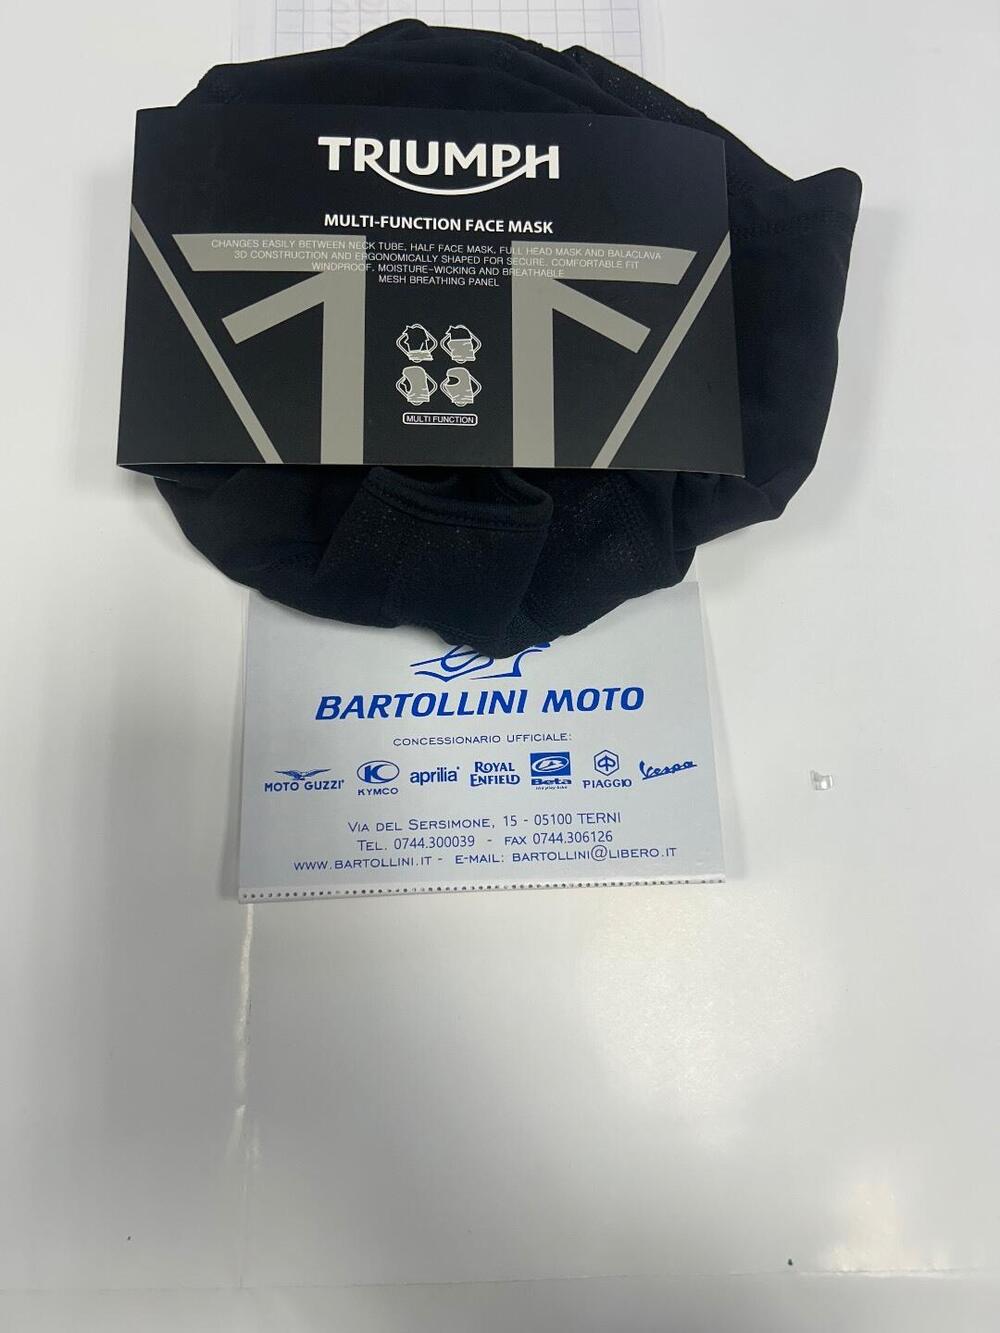 TRIUMPH
MULTI-FUNCTION FACE MASK
CHANGES EASILY BETWEEN NECK TUBE, HALF FACE MASK, FULL HEAD MASK AND BALACLAVA
3D CONSTRUCTION AND ERGONOMICALLY SHAPED FOR SECURE, COMFORTABLE FIT
WINDPROOF, MOISTURE-WICKING AND BREATHABLE
MESH BREATHING PANEL
MULTI FUNCTION
BARTOLLINI MOTO
CONCESSIONARIO UFFICIALE:
MOTO GUZZI KYMCO aprilia ROYAL ENFIELD Beta PIAGGIO Vespa
VIA DEL SERSIMONE, 15 - 05100 TERNI
TEL. 0744.300039 - FAX 0744.306126
WWW.BARTOLLINI.IT - E-MAIL: BARTOLLINI@LIBERO.IT